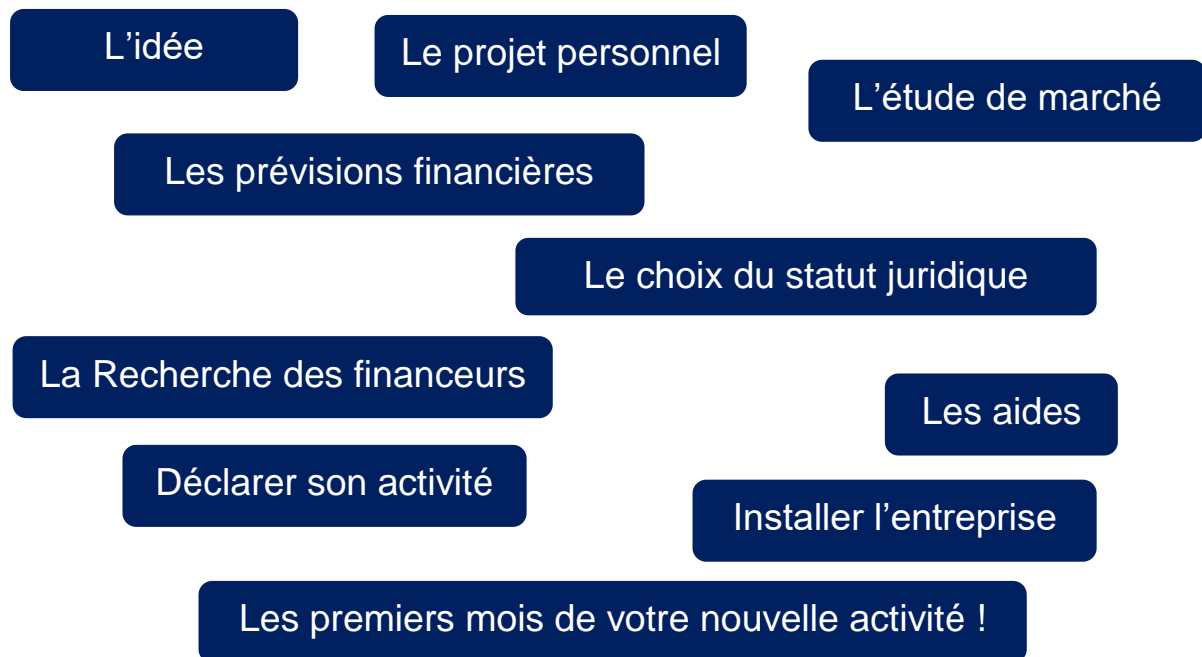 L’idée
Le projet personnel
L’étude de marché
Les prévisions financières
Le choix du statut juridique
La Recherche des financeurs
Les aides
Déclarer son activité
Installer l’entreprise
Les premiers mois de votre nouvelle activité !